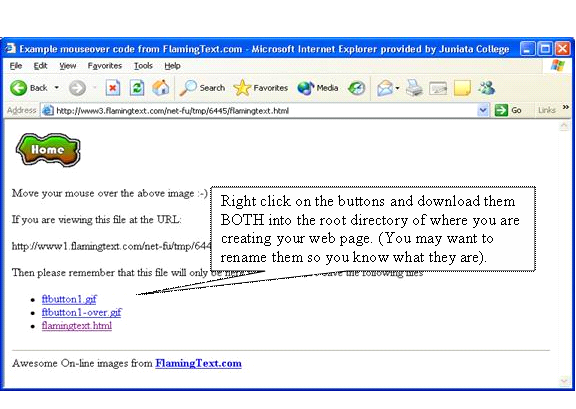 Example mouseover code from FlamingText.com - Microsoft Internet Explorer provided by Juniata College
File Edit View Favorites Tools Help
Back Search Favorites Media
Address http://www3.flamingtext.com/net-fu/tmp/6445/flamingtext.html Go Links »
Home
Move your mouse over the above image :-)
If you are viewing this file at the URL:
http://www1.flamingtext.com/net-fu/tmp/644
Then please remember that this file will only be here
save the following files
Right click on the buttons and download them
BOTH into the root directory of where you are
creating your web page. (You may want to
rename them so you know what they are).
ftbutton1.gif
ftbutton1-over.gif
flamingtext.html
Awesome On-line images from FlamingText.com